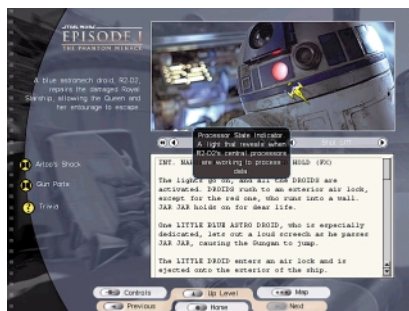 STAR WARS
EPISODE I
THE PHANTOM MENACE
A blue astromech droid, R2-D2,
repairs the damaged Royal
Starship, allowing the Queen and
her entourage to escape.
Artoo's Shock
Gun Ports
Trivia
Processor State Indicator
A light that reveals when
R2-D2's central processors
are working to process
data
INT. HOLD (FX)
The lights go on, and all the DROIDS are
activated. DROIDS rush to an exterior air lock,
except for the red one, who runs into a wall.
JAR JAR holds on for dear life.
One LITTLE BLUE ASTRO DROID, who is especially
dedicated, lets out a loud screech as he passes
JAR JAR, causing the Gungan to jump.
The LITTLE DROID enters an air lock and is
ejected onto the exterior of the ship.
Controls
Up Level
Map
Previous
Home
Next